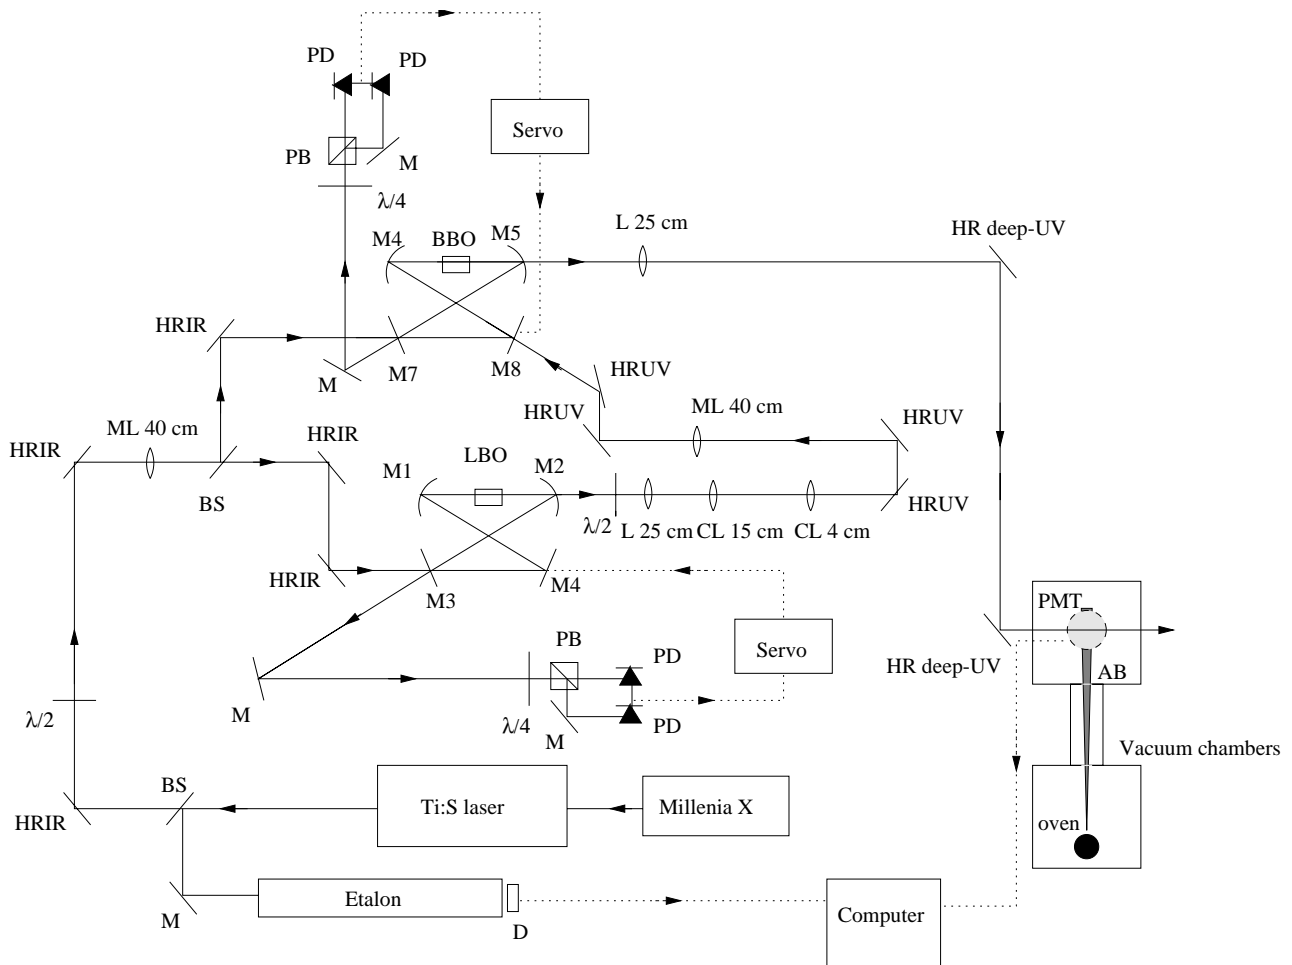 PD
PD
Servo
PB
M
λ/4
L 25 cm
HR deep-UV
M4
BBO
M5
HRIR
M
M7
M8
HRUV
HRUV
ML 40 cm
HRUV
ML 40 cm
HRIR
HRIR
BS
M1
LBO
M2
HRUV
λ/2
L 25 cm
CL 15 cm
CL 4 cm
HRIR
M3
M4
PMT
PB
PD
Servo
HR deep-UV
AB
M
λ/4
M
PD
λ/2
Vacuum chambers
BS
HRIR
Ti:S laser
Millenia X
oven
Etalon
M
D
Computer